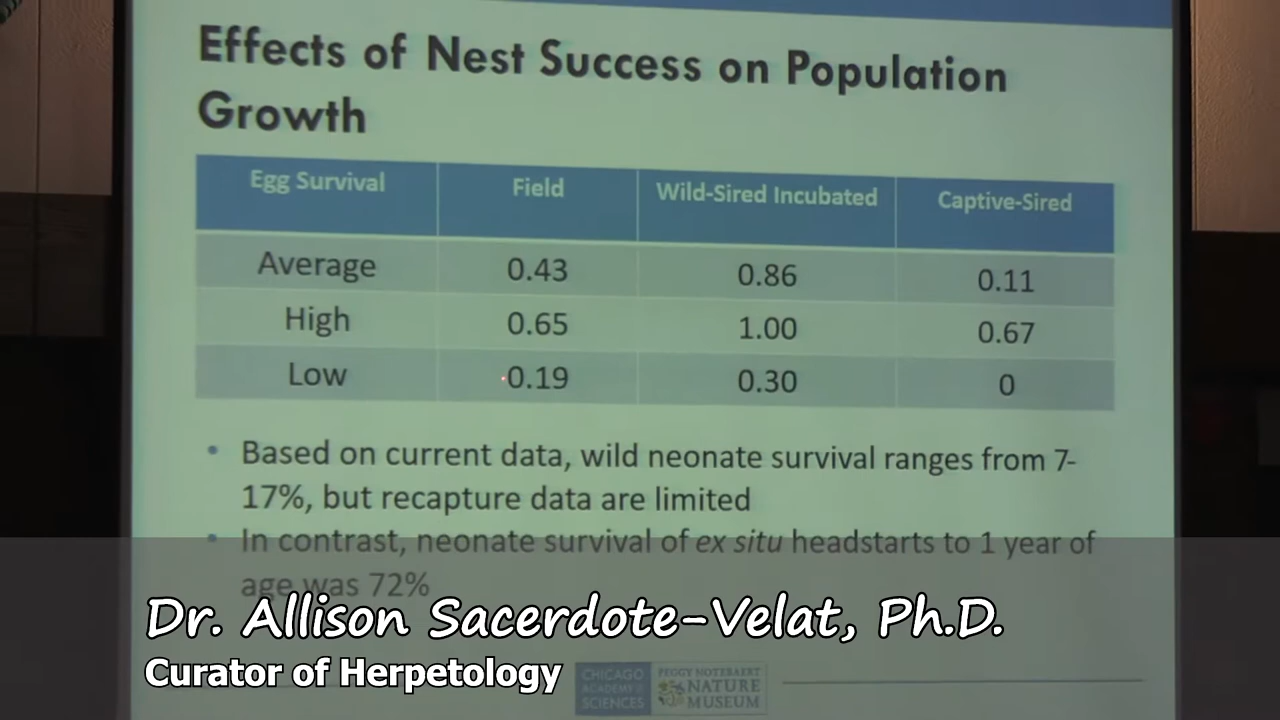 Effects of Nest Success on Population
Growth
Egg Survival Field Wild-Sired Incubated Captive-Sired
Average 0.43 0.86 0.11
High 0.65 1.00 0.67
Low 0.19 0.30 0
• Based on current data, wild neonate survival ranges from 7-
17%, but recapture data are limited
• In contrast, neonate survival of ex situ headstarts to 1 year of
age was 72%
Dr. Allison Sacerdote-Velat, Ph.D.
Curator of Herpetology
CHICAGO
ACADEMY of
SCIENCES
PEGGY NOTEBAERT
NATURE
MUSEUM